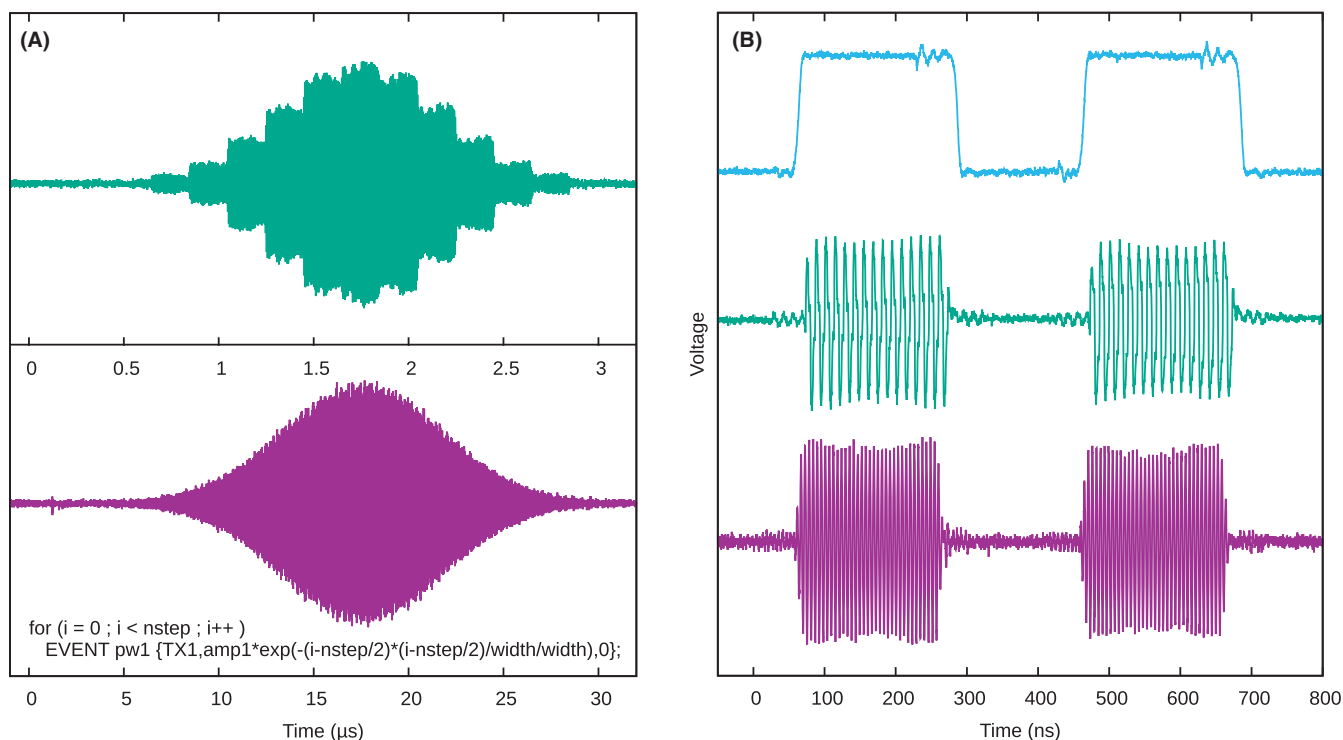 (A)
0 0.5 1 1.5 2 2.5 3
for (i = 0 ; i < nstep ; i++ )
EVENT pw1 {TX1,amp1*exp(-(i-nstep/2)*(i-nstep/2)/width/width),0};
0 5 10 15 20 25 30
Time (µs)
(B)
Voltage
0 100 200 300 400 500 600 700 800
Time (ns)